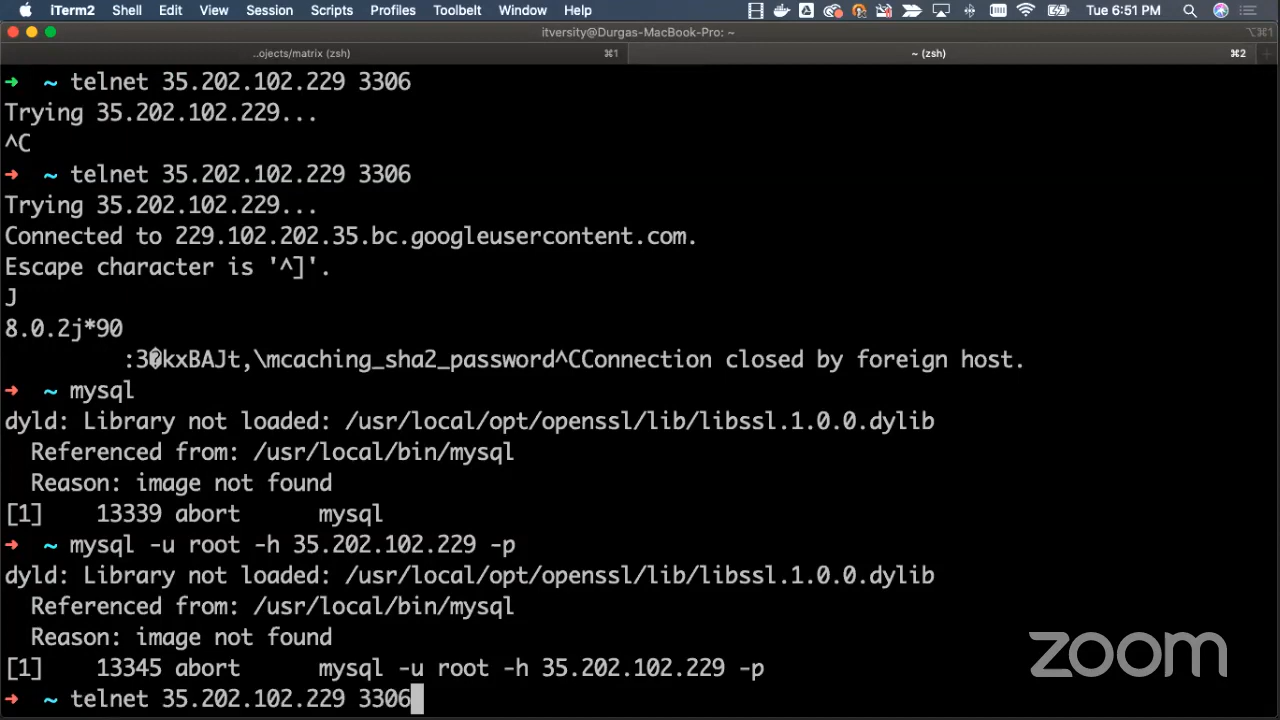 iTerm2 Shell Edit View Session Scripts Profiles Toolbelt Window Help Tue 6:51 PM
itversity@Durgas-MacBook-Pro: ~ ⌥⌘1
..ojects/matrix (zsh) ⌘1 ~ (zsh) ⌘2 +
➜ ~ telnet 35.202.102.229 3306
Trying 35.202.102.229...
^C
➜ ~ telnet 35.202.102.229 3306
Trying 35.202.102.229...
Connected to 229.102.202.35.bc.googleusercontent.com.
Escape character is '^]'.
J
8.0.2j*90
:3�kxBAJt,\mcaching_sha2_password^CConnection closed by foreign host.
➜ ~ mysql
dyld: Library not loaded: /usr/local/opt/openssl/lib/libssl.1.0.0.dylib
Referenced from: /usr/local/bin/mysql
Reason: image not found
[1] 13339 abort mysql
➜ ~ mysql -u root -h 35.202.102.229 -p
dyld: Library not loaded: /usr/local/opt/openssl/lib/libssl.1.0.0.dylib
Referenced from: /usr/local/bin/mysql
Reason: image not found
[1] 13345 abort mysql -u root -h 35.202.102.229 -p
➜ ~ telnet 35.202.102.229 3306
zoom